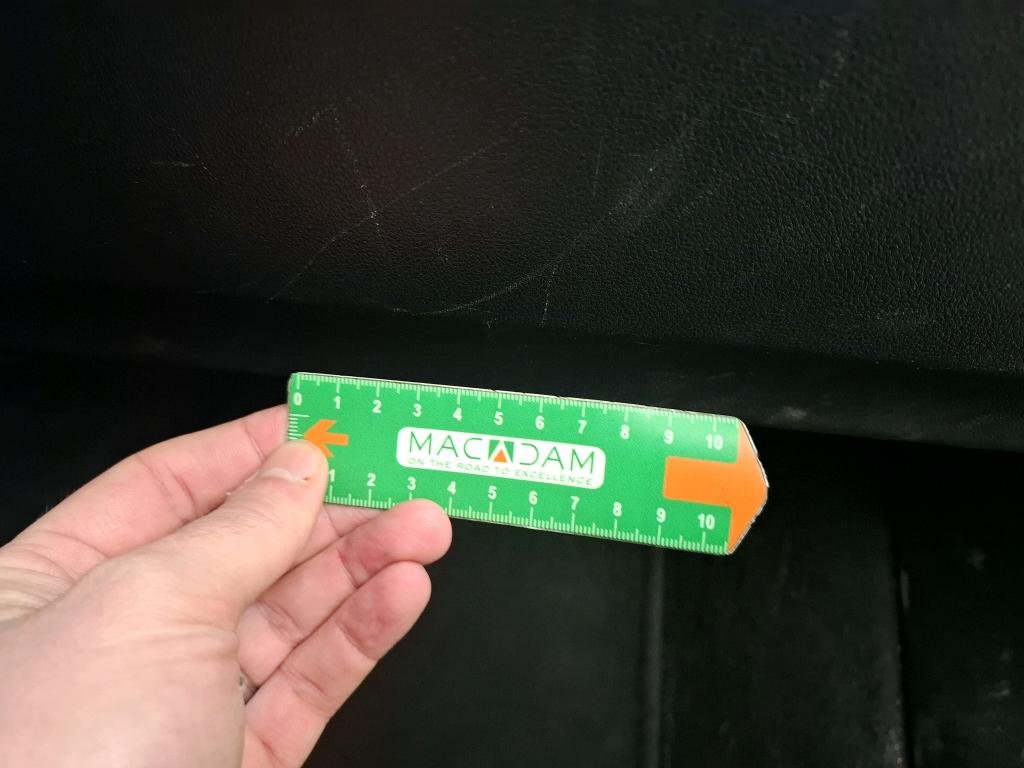 0 1 2 3 4 5 6 7 8 9 10
MACADAM
ON THE ROAD TO EXCELLENCE
1 2 3 4 5 6 7 8 9 10